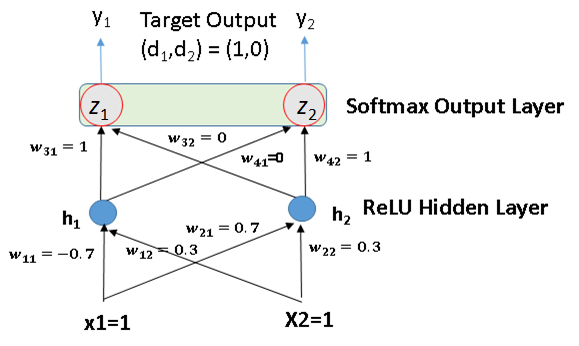 y₁ Target Output y₂
(d₁,d₂) = (1,0)
z₁ z₂ Softmax Output Layer
w₃₁ = 1 w₃₂ = 0 w₄₁=0 w₄₂ = 1
h₁ h₂ ReLU Hidden Layer
w₁₁ = −0.7 w₁₂ = 0.3 w₂₁ = 0.7 w₂₂ = 0.3
x1=1 X2=1